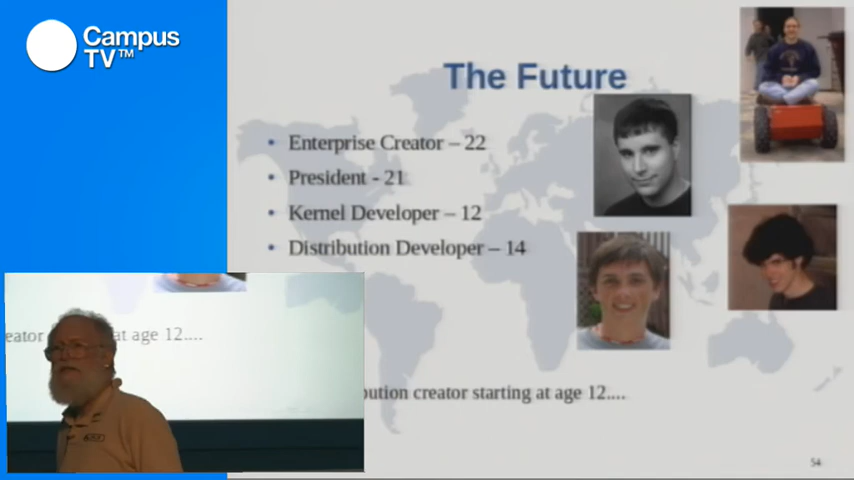 Campus
TV™
The Future
• Enterprise Creator – 22
• President - 21
• Kernel Developer – 12
• Distribution Developer – 14
bution creator starting at age 12....
eator
at age 12....
54